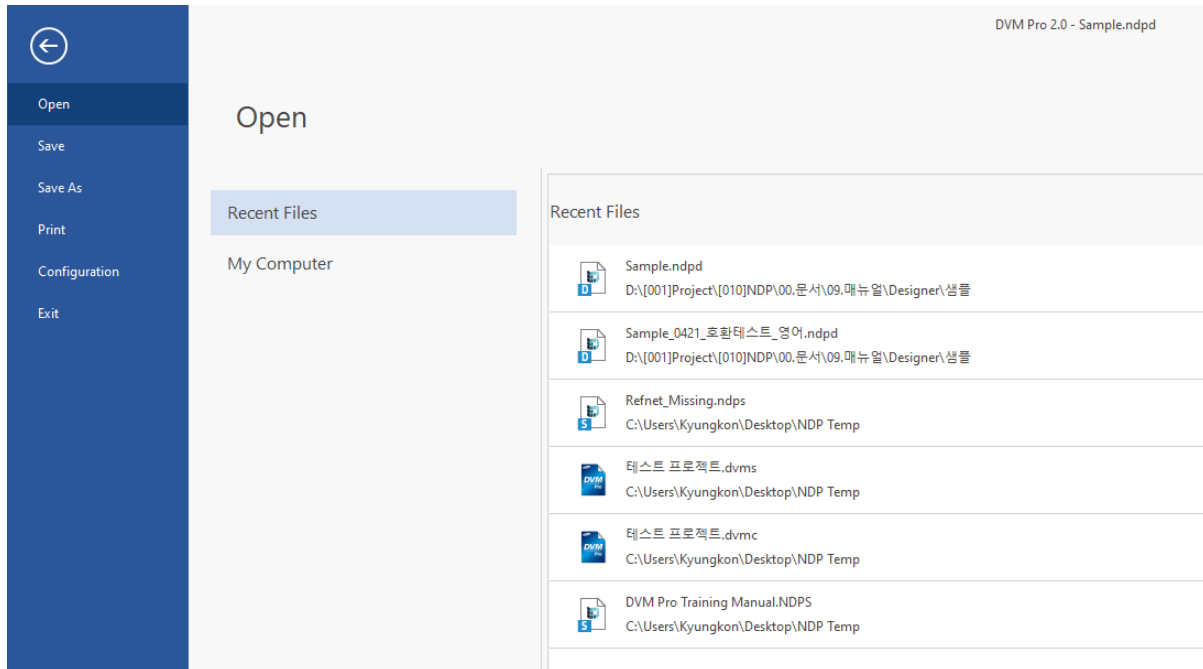 DVM Pro 2.0 - Sample.ndpd
Open
Save
Save As
Print
Configuration
Exit
Open
Recent Files
My Computer
Recent Files
Sample.ndpd
D:\[001]Project\[010]NDP\00.문서\09.매뉴얼\Designer\샘플
Sample_0421_호환테스트_영어.ndpd
D:\[001]Project\[010]NDP\00.문서\09.매뉴얼\Designer\샘플
Refnet_Missing.ndps
C:\Users\Kyungkon\Desktop\NDP Temp
테스트 프로젝트.dvms
C:\Users\Kyungkon\Desktop\NDP Temp
테스트 프로젝트.dvmc
C:\Users\Kyungkon\Desktop\NDP Temp
DVM Pro Training Manual.NDPS
C:\Users\Kyungkon\Desktop\NDP Temp
D
D
S
DVM
Pro
DVM
Pro
S